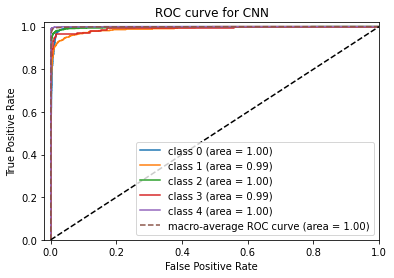 ROC curve for CNN
1.0
0.8
0.6
0.4
0.2
0.0
True Positive Rate
class 0 (area = 1.00)
class 1 (area = 0.99)
class 2 (area = 1.00)
class 3 (area = 0.99)
class 4 (area = 1.00)
macro-average ROC curve (area = 1.00)
0.0 0.2 0.4 0.6 0.8 1.0
False Positive Rate